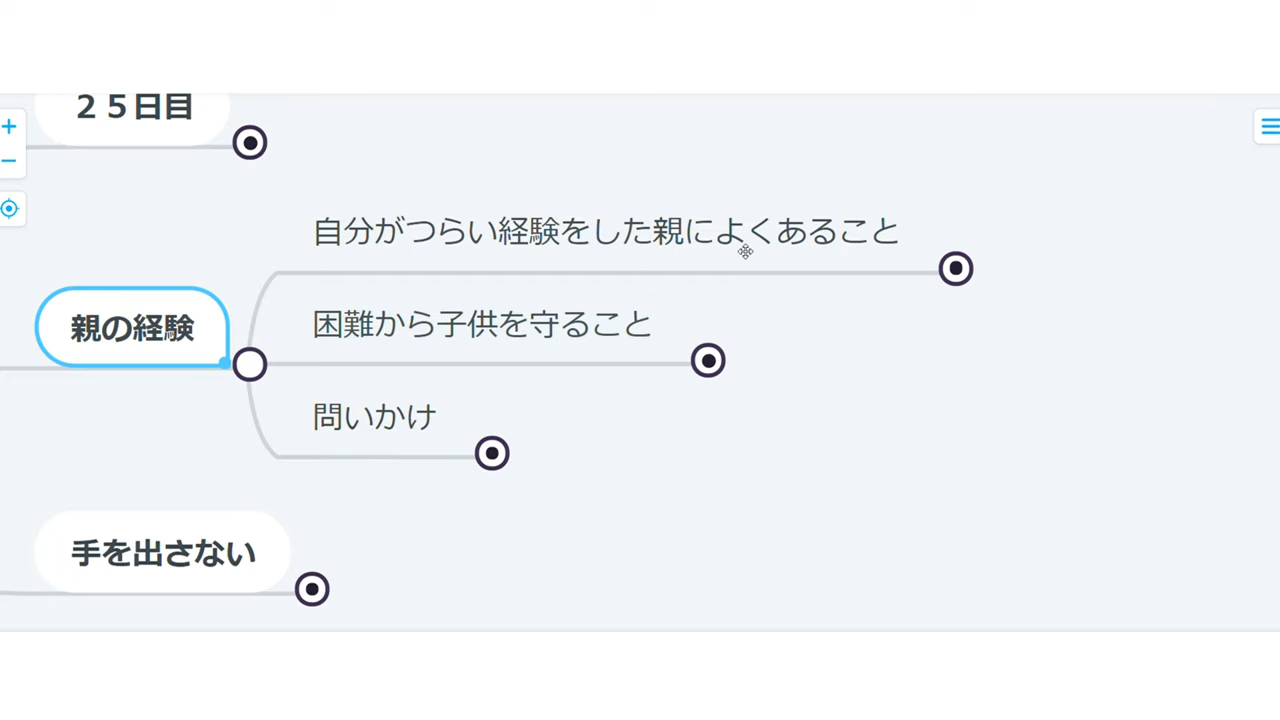 ２５日目
自分がつらい経験をした親によくあること
親の経験
困難から子供を守ること
問いかけ
手を出さない